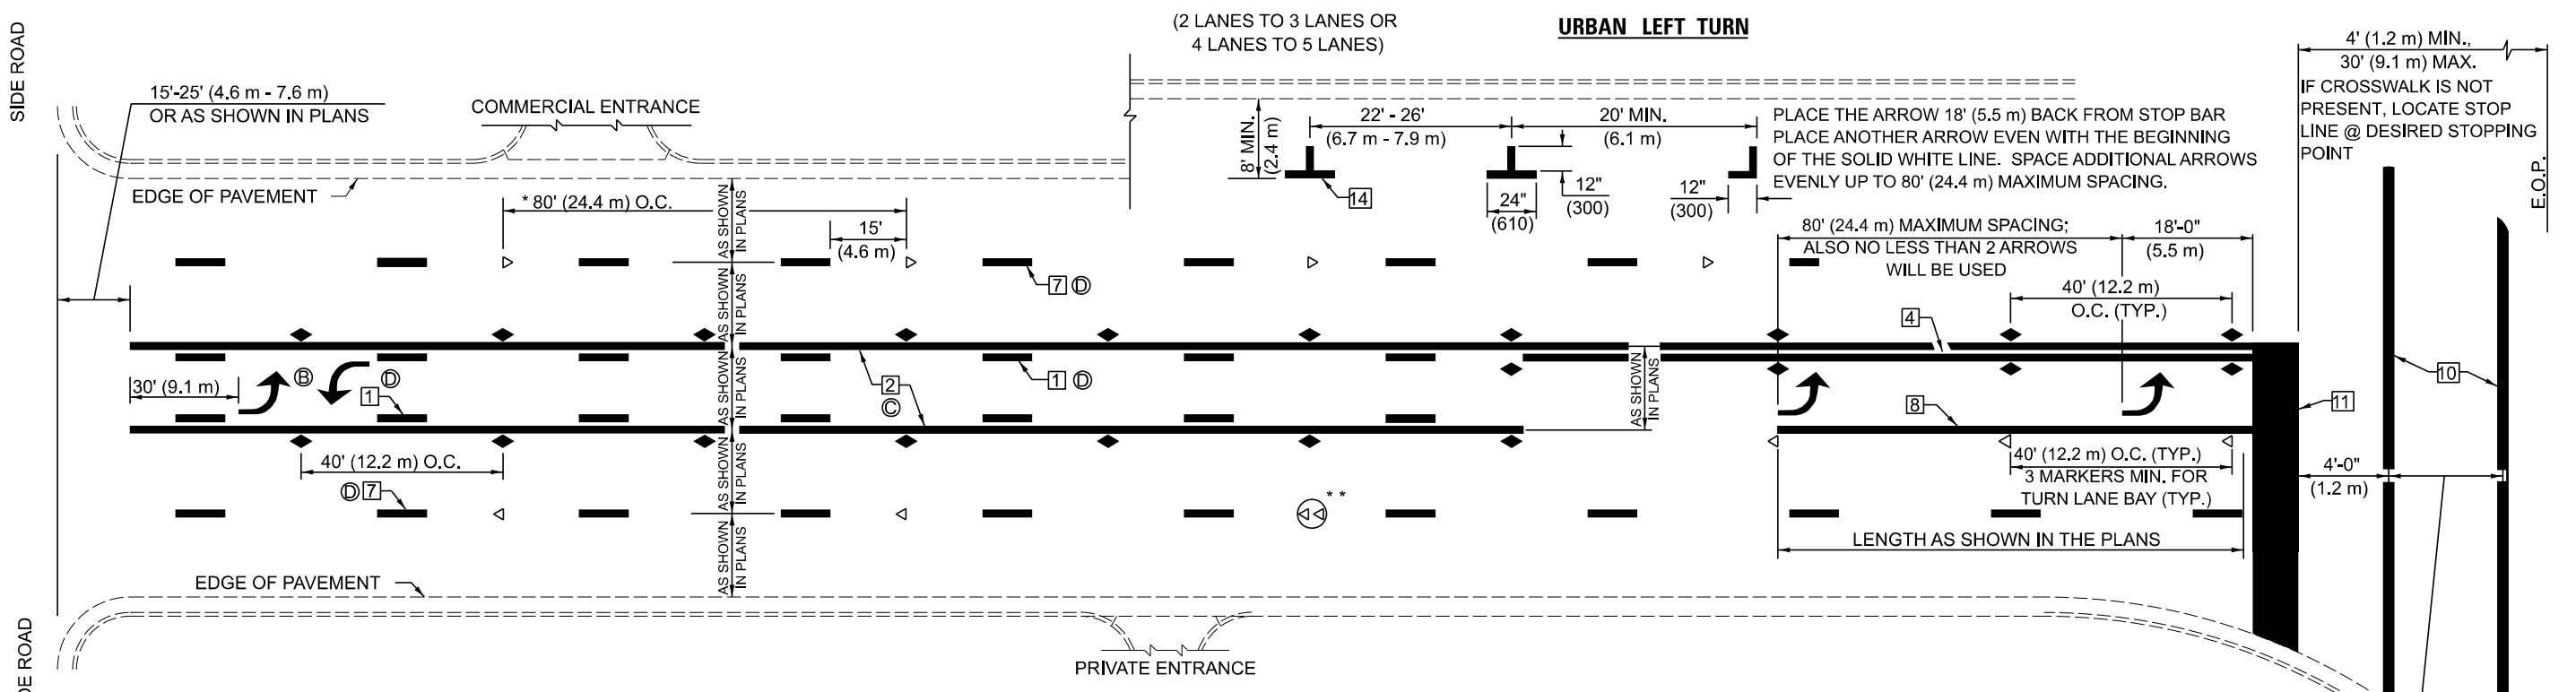 (2 LANES TO 3 LANES OR
4 LANES TO 5 LANES)
URBAN LEFT TURN
SIDE ROAD
15'-25' (4.6 m - 7.6 m)
OR AS SHOWN IN PLANS
COMMERCIAL ENTRANCE
EDGE OF PAVEMENT
* 80' (24.4 m) O.C.
15'
(4.6 m)
AS SHOWN
IN PLANS
8' MIN.
(2.4 m)
22' - 26'
(6.7 m - 7.9 m)
20' MIN.
(6.1 m)
14
24"
(610)
12"
(300)
12"
(300)
PLACE THE ARROW 18' (5.5 m) BACK FROM STOP BAR
PLACE ANOTHER ARROW EVEN WITH THE BEGINNING
OF THE SOLID WHITE LINE. SPACE ADDITIONAL ARROWS
EVENLY UP TO 80' (24.4 m) MAXIMUM SPACING.
4' (1.2 m) MIN.,
30' (9.1 m) MAX.
IF CROSSWALK IS NOT
PRESENT, LOCATE STOP
LINE @ DESIRED STOPPING
POINT
E.O.P.
80' (24.4 m) MAXIMUM SPACING;
ALSO NO LESS THAN 2 ARROWS
WILL BE USED
18'-0"
(5.5 m)
40' (12.2 m)
O.C. (TYP.)
7 D
AS SHOWN
IN PLANS
4
30' (9.1 m)
B
D
1
AS SHOWN
IN PLANS
1 D
2
C
AS SHOWN
IN PLANS
8
11
10
40' (12.2 m) O.C.
D 7
AS SHOWN
IN PLANS
* *
40' (12.2 m) O.C. (TYP.)
3 MARKERS MIN. FOR
TURN LANE BAY (TYP.)
4'-0"
(1.2 m)
LENGTH AS SHOWN IN THE PLANS
EDGE OF PAVEMENT
AS SHOWN
IN PLANS
PRIVATE ENTRANCE
DE ROAD